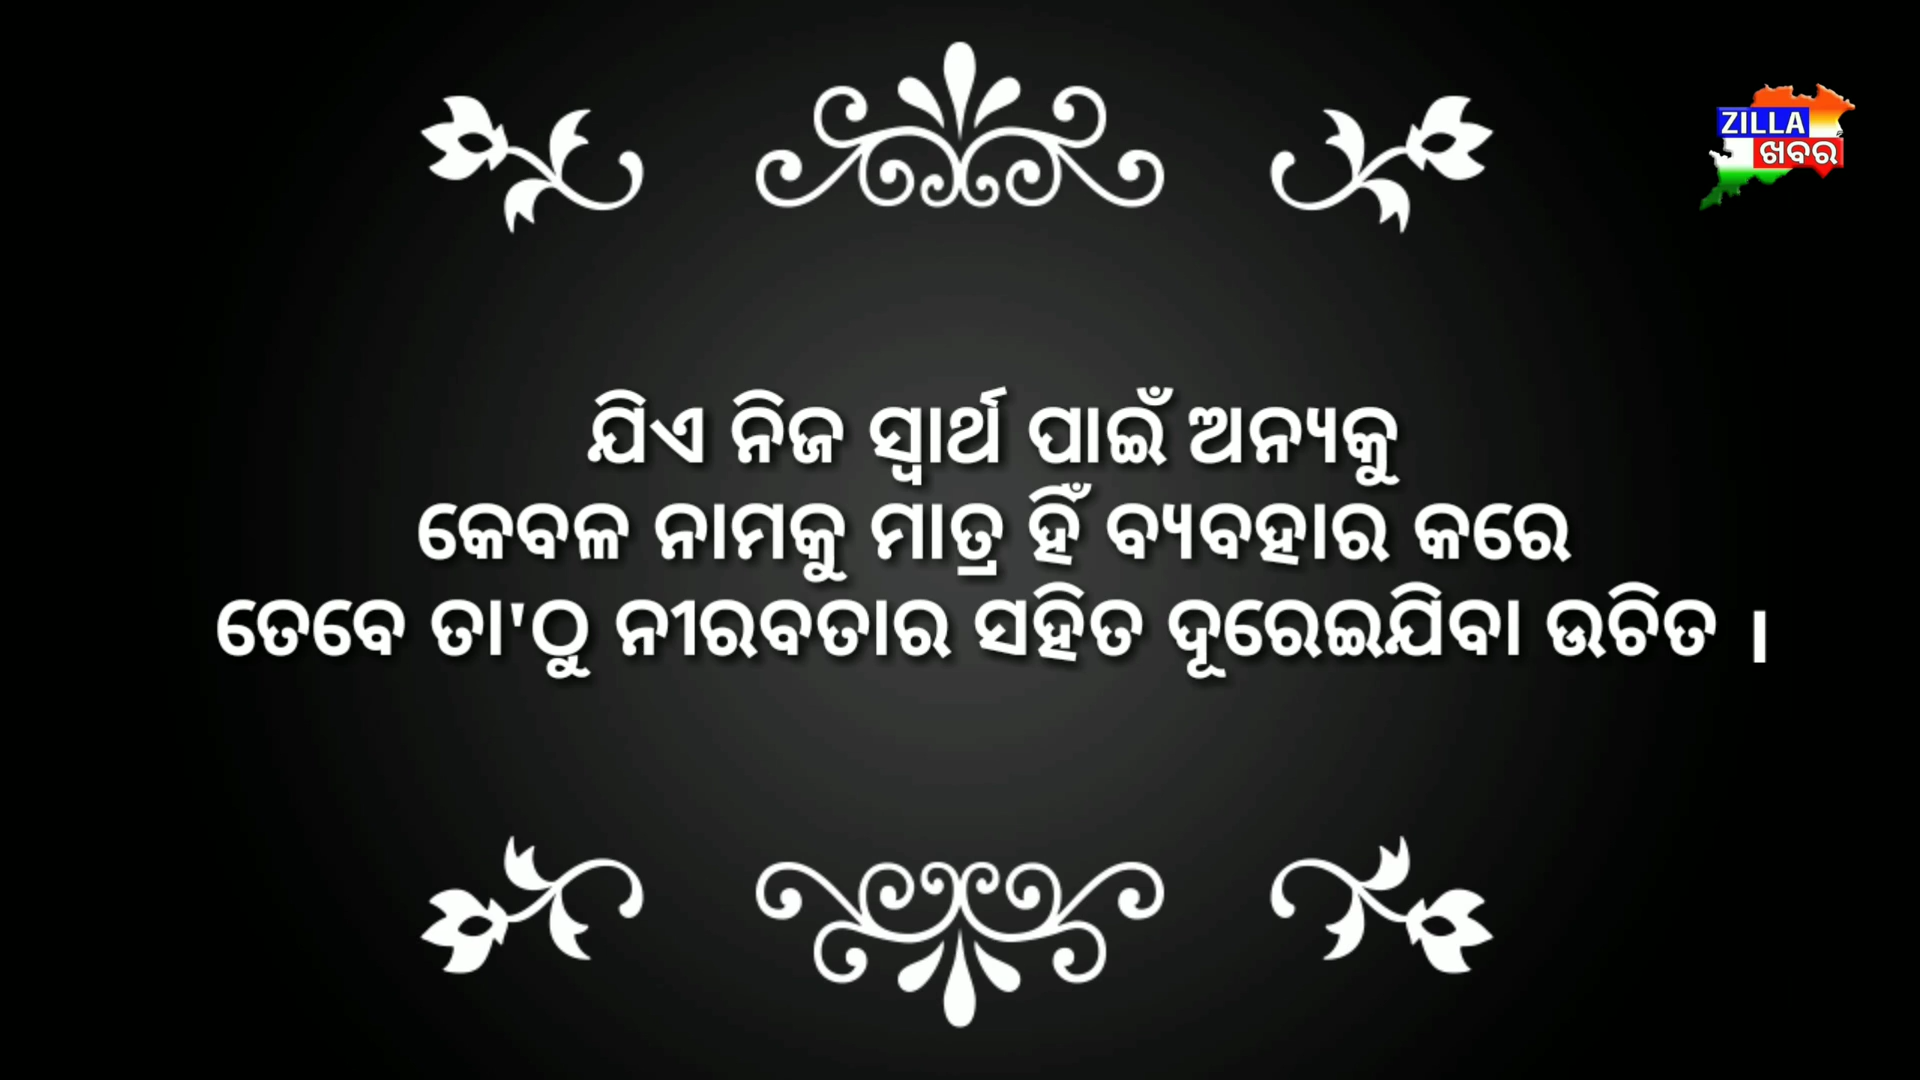 ZILLA
ଖବର
ଯିଏ ନିଜ ସ୍ୱାର୍ଥ ପାଇଁ ଅନ୍ୟକୁ
କେବଳ ନାମକୁ ମାତ୍ର ହିଁ ବ୍ୟବହାର କରେ
ତେବେ ତା'ଠୁ ନୀରବତାର ସହିତ ଦୂରେଇଯିବା ଉଚିତ ।